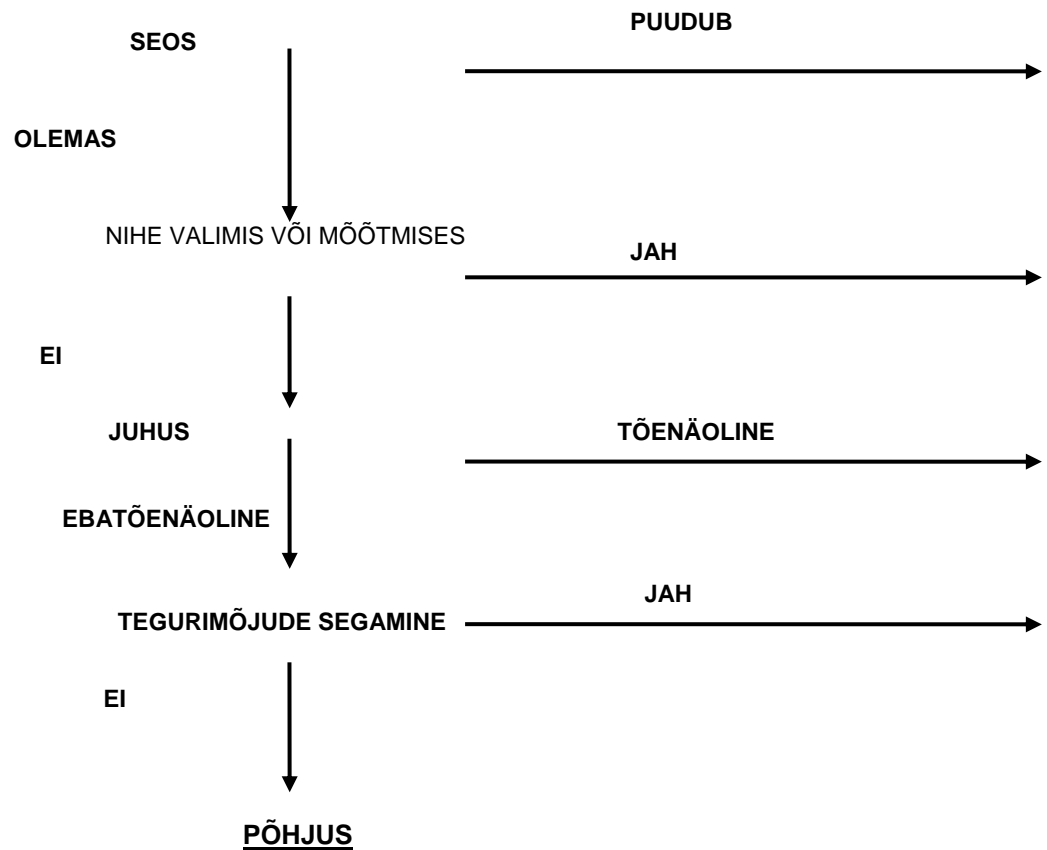 SEOS
PUUDUB
OLEMAS
NIHE VALIMIS VÕI MÕÕTMISES
JAH
EI
JUHUS
TÕENÄOLINE
EBATÕENÄOLINE
TEGURIMÕJUDE SEGAMINE
JAH
EI
PÕHJUS